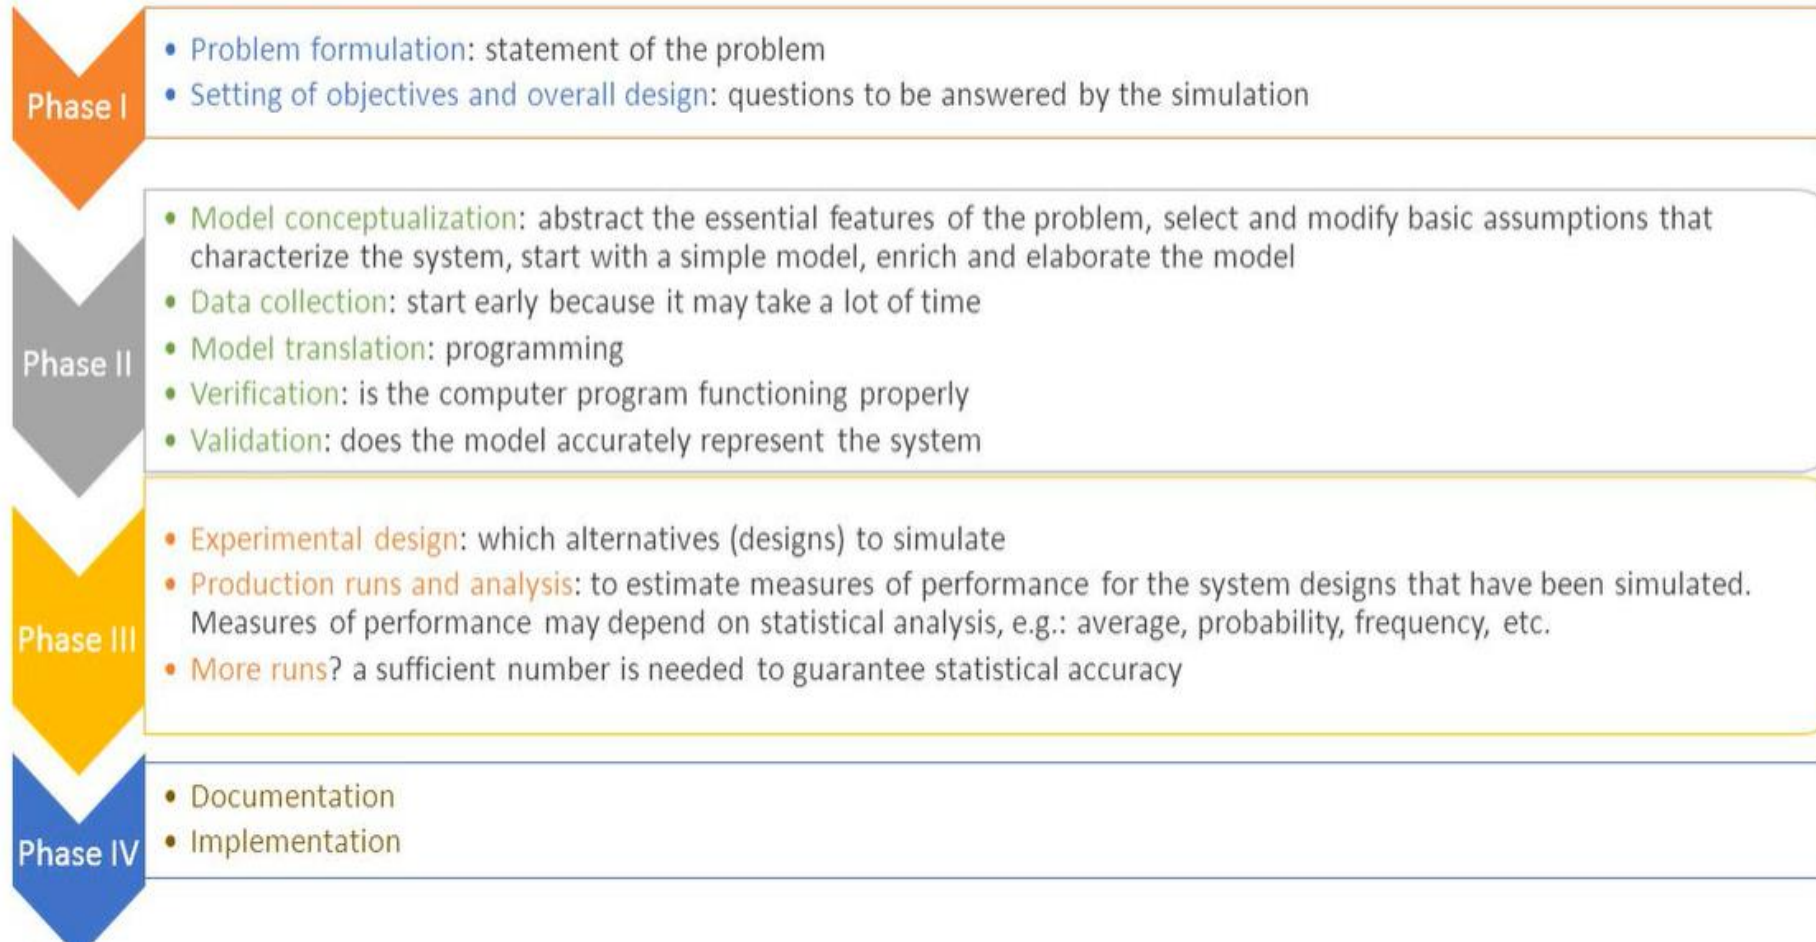 Phase I
• Problem formulation: statement of the problem
• Setting of objectives and overall design: questions to be answered by the simulation
Phase II
• Model conceptualization: abstract the essential features of the problem, select and modify basic assumptions that
characterize the system, start with a simple model, enrich and elaborate the model
• Data collection: start early because it may take a lot of time
• Model translation: programming
• Verification: is the computer program functioning properly
• Validation: does the model accurately represent the system
Phase III
• Experimental design: which alternatives (designs) to simulate
• Production runs and analysis: to estimate measures of performance for the system designs that have been simulated.
Measures of performance may depend on statistical analysis, e.g.: average, probability, frequency, etc.
• More runs? a sufficient number is needed to guarantee statistical accuracy
Phase IV
• Documentation
• Implementation